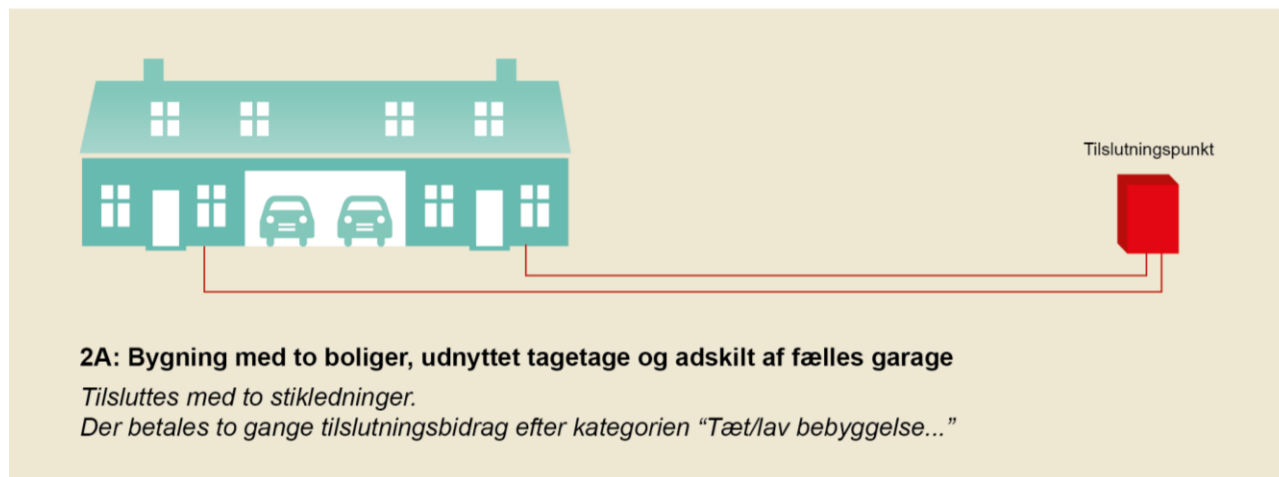 Tilslutningspunkt
2A: Bygning med to boliger, udnyttet tagetage og adskilt af fælles garage
Tilsluttes med to stikledninger.
Der betales to gange tilslutningsbidrag efter kategorien “Tæt/lav bebyggelse...”